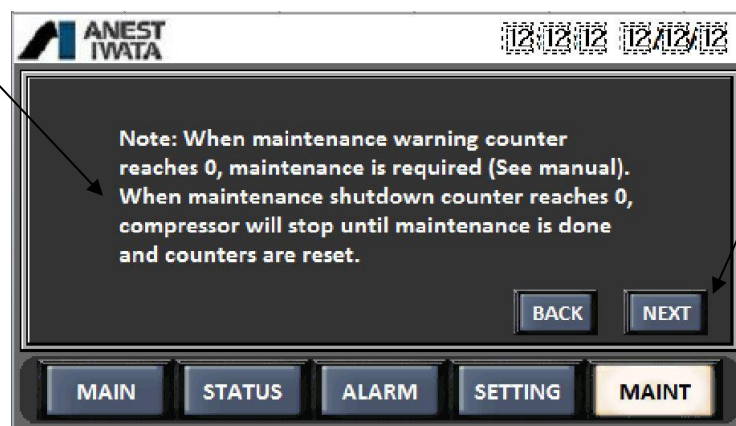 ANEST
IWATA
12:12:12 12/12/12
Note: When maintenance warning counter
reaches 0, maintenance is required (See manual).
When maintenance shutdown counter reaches 0,
compressor will stop until maintenance is done
and counters are reset.
BACK NEXT
MAIN STATUS ALARM SETTING MAINT